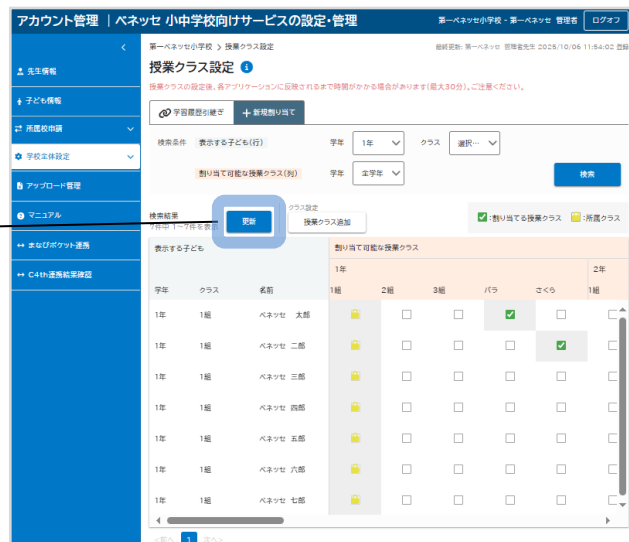 アカウント管理 | ベネッセ 小中学校向けサービスの設定・管理
第一ベネッセ小学校 - 第一ベネッセ 管理者 ログオフ
<
先生情報
子ども情報
所属校申請
学校主体設定
アップロード管理
マニュアル
まなびポケット連携
C4th連携結果確認
第一ベネッセ小学校 > 授業クラス設定
最終更新: 第一ベネッセ 管理者先生 2025/10/06 11:54:02 登録
授業クラス設定
授業クラスの設定後、各アプリケーションに反映されるまで時間がかかる場合があります(最大30分)。ご注意ください。
学習履歴引継ぎ
+ 新規割り当て
検索条件 表示する子ども(行) 学年 1年 クラス 選択…
割り当て可能な授業クラス(列) 学年 全学年 検索
検索結果
7件中 1～7件を表示
更新
クラス設定
授業クラス追加
:割り当てる授業クラス :所属クラス
表示する子ども 割り当て可能な授業クラス
1年 2年
学年 クラス 名前 1組 2組 3組 バラ さくら 1組
1年 1組 ベネッセ 太郎
1年 1組 ベネッセ 二郎
1年 1組 ベネッセ 三郎
1年 1組 ベネッセ 四郎
1年 1組 ベネッセ 五郎
1年 1組 ベネッセ 六郎
1年 1組 ベネッセ 七郎
<前へ 1 次へ>